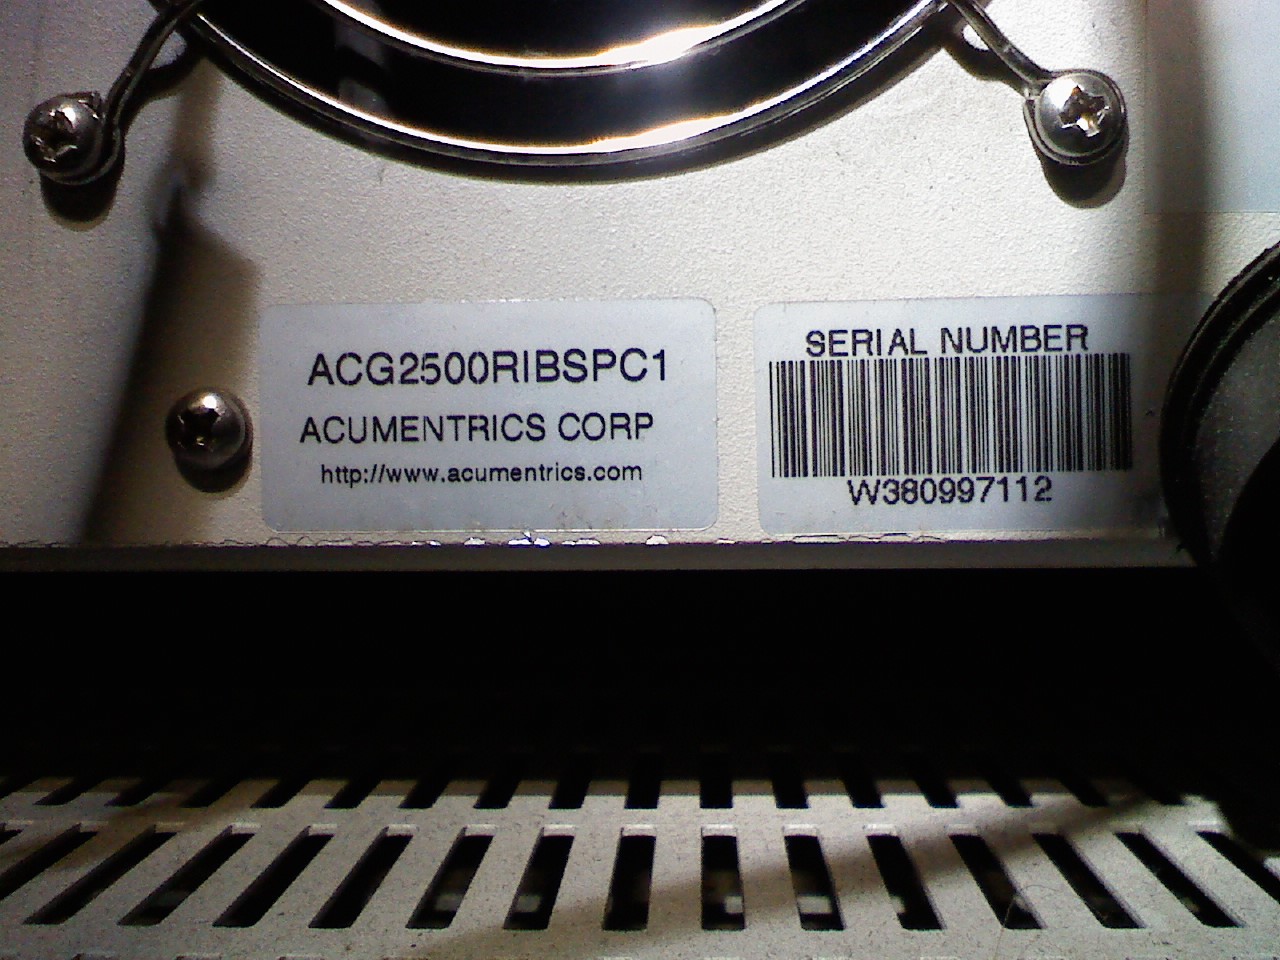 ACG2500RIBSPC1
ACUMENTRICS CORP
http://www.acumentrics.com
SERIAL NUMBER
W380997112